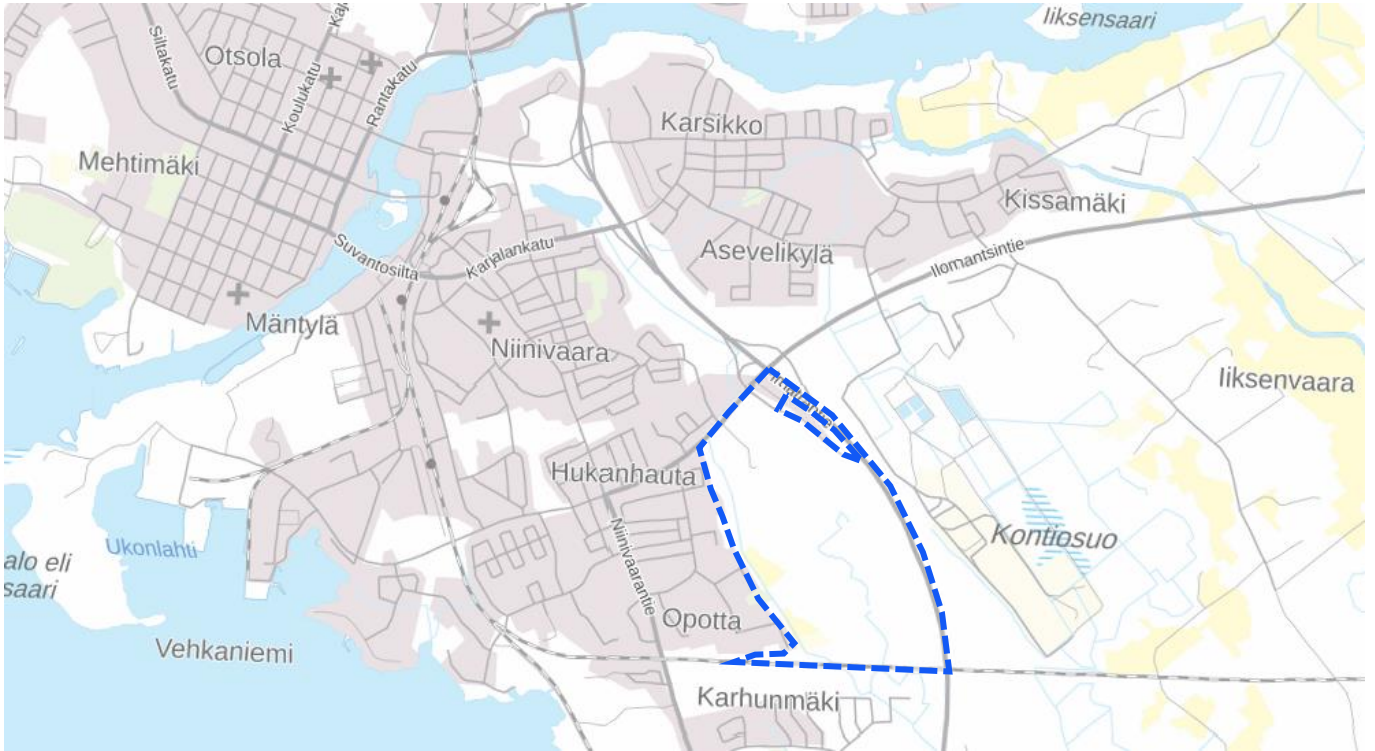 Iiksensaari
Otsola
Siltakatu
Koulukatu
Rantakatu
Karsikko
Mehtimäki
Kissamäki
Suvantosilta
Karjalankatu
Asevelikylä
Ilomantsintie
Mäntylä
Niinivaara
Iiksenvaara
Hukanhauta
Ukonlahti
Niinivaarantie
Kontiosuo
alo eli
saari
Opotta
Vehkaniemi
Karhunmäki